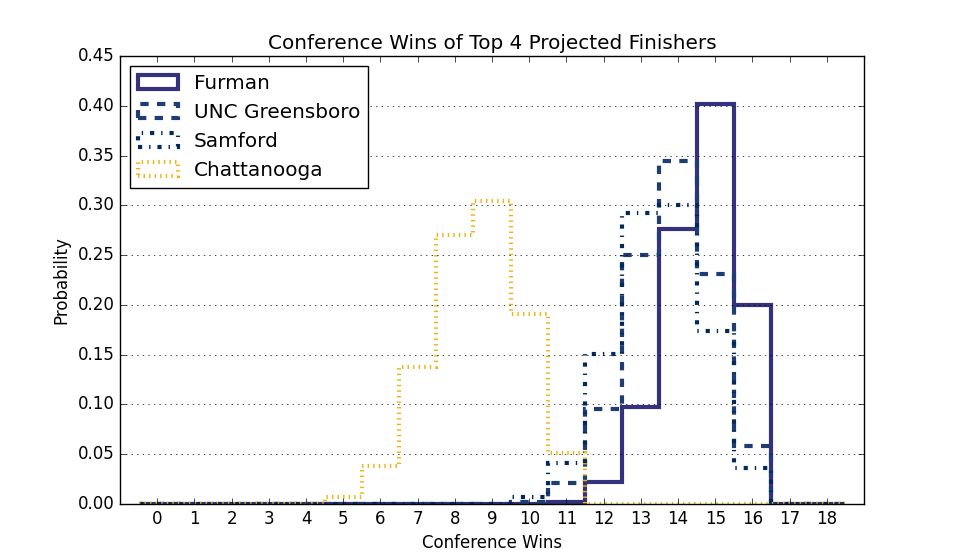 Conference Wins of Top 4 Projected Finishers
Furman
UNC Greensboro
Samford
Chattanooga
Probability
0.45
0.40
0.35
0.30
0.25
0.20
0.15
0.10
0.05
0.00
0 1 2 3 4 5 6 7 8 9 10 11 12 13 14 15 16 17 18
Conference Wins